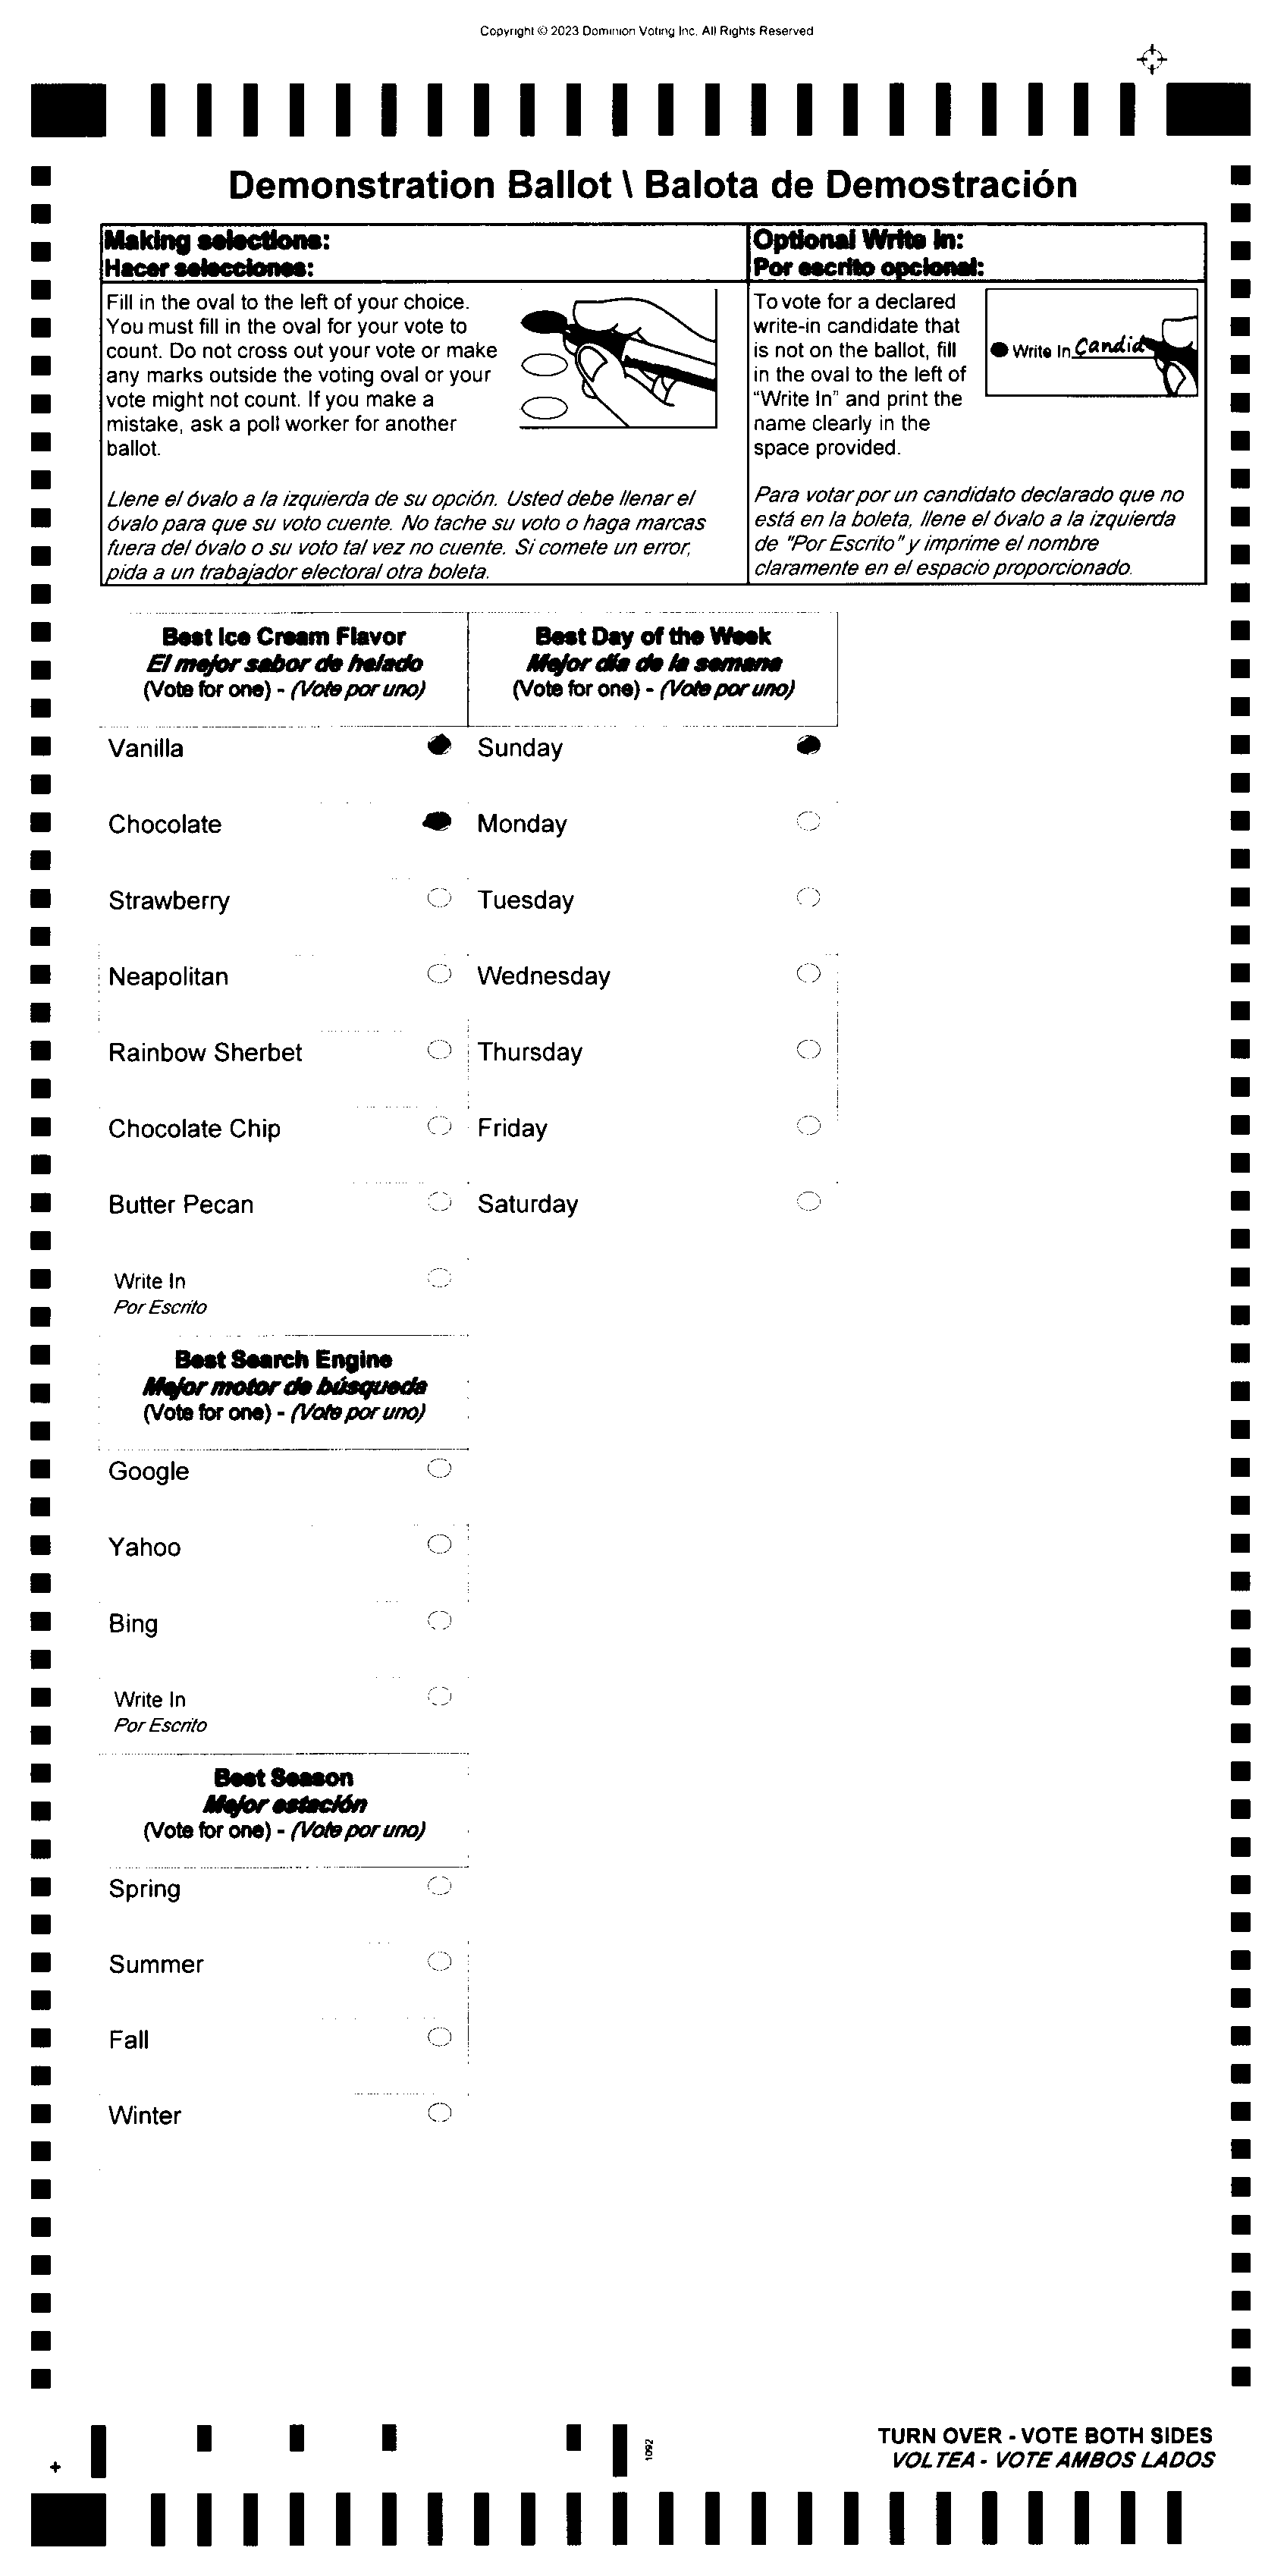 Copyright © 2023 Dominion Voting Inc. All Rights Reserved
Demonstration Ballot \ Balota de Demostración
Making selections:
Hacer selecciones:
Fill in the oval to the left of your choice.
You must fill in the oval for your vote to
count. Do not cross out your vote or make
any marks outside the voting oval or your
vote might not count. If you make a
mistake, ask a poll worker for another
ballot.
Llene el óvalo a la izquierda de su opción. Usted debe llenar el
óvalo para que su voto cuente. No tache su voto o haga marcas
fuera del óvalo o su voto tal vez no cuente. Si comete un error,
pida a un trabajador electoral otra boleta.
Optional Write In:
Por escrito opcional:
To vote for a declared
write-in candidate that
is not on the ballot, fill
in the oval to the left of
"Write In" and print the
name clearly in the
space provided.
Write In Candid
Para votar por un candidato declarado que no
está en la boleta, llene el óvalo a la izquierda
de "Por Escrito" y imprime el nombre
claramente en el espacio proporcionado.
Best Ice Cream Flavor
El mejor sabor de helado
(Vote for one) - (Vote por uno)
Vanilla
Chocolate
Strawberry
Neapolitan
Rainbow Sherbet
Chocolate Chip
Butter Pecan
Write In
Por Escrito
Best Search Engine
Mejor motor de búsqueda
(Vote for one) - (Vote por uno)
Google
Yahoo
Bing
Write In
Por Escrito
Best Season
Mejor estación
(Vote for one) - (Vote por uno)
Spring
Summer
Fall
Winter
Best Day of the Week
Mejor día de la semana
(Vote for one) - (Vote por uno)
Sunday
Monday
Tuesday
Wednesday
Thursday
Friday
Saturday
1092
TURN OVER - VOTE BOTH SIDES
VOLTEA - VOTE AMBOS LADOS